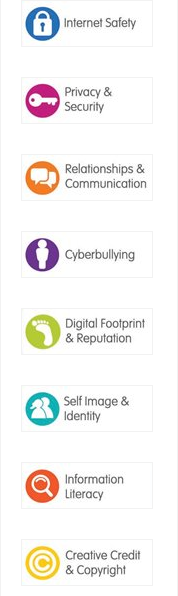 Internet Safety
Privacy &
Security
Relationships &
Communication
Cyberbullying
Digital Footprint
& Reputation
Self Image &
Identity
Information
Literacy
Creative Credit
& Copyright